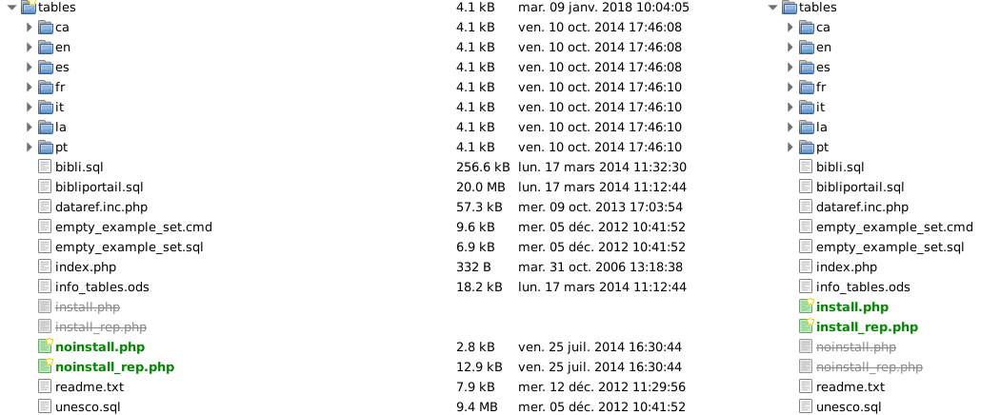 tables 4.1 kB mar. 09 janv. 2018 10:04:05 tables
ca 4.1 kB ven. 10 oct. 2014 17:46:08 ca
en 4.1 kB ven. 10 oct. 2014 17:46:08 en
es 4.1 kB ven. 10 oct. 2014 17:46:08 es
fr 4.1 kB ven. 10 oct. 2014 17:46:10 fr
it 4.1 kB ven. 10 oct. 2014 17:46:10 it
la 4.1 kB ven. 10 oct. 2014 17:46:10 la
pt 4.1 kB ven. 10 oct. 2014 17:46:10 pt
bibli.sql 256.6 kB lun. 17 mars 2014 11:32:30 bibli.sql
bibliportail.sql 20.0 MB lun. 17 mars 2014 11:12:44 bibliportail.sql
dataref.inc.php 57.3 kB mer. 09 oct. 2013 17:03:54 dataref.inc.php
empty_example_set.cmd 9.6 kB mer. 05 déc. 2012 10:41:52 empty_example_set.cmd
empty_example_set.sql 6.9 kB mer. 05 déc. 2012 10:41:52 empty_example_set.sql
index.php 332 B mar. 31 oct. 2006 13:18:38 index.php
info_tables.ods 18.2 kB lun. 17 mars 2014 11:12:44 info_tables.ods
install.php install.php
install_rep.php install_rep.php
noinstall.php 2.8 kB ven. 25 juil. 2014 16:30:44 noinstall.php
noinstall_rep.php 12.9 kB ven. 25 juil. 2014 16:30:44 noinstall_rep.php
readme.txt 7.9 kB mer. 12 déc. 2012 11:29:56 readme.txt
unesco.sql 9.4 MB mer. 05 déc. 2012 10:41:52 unesco.sql